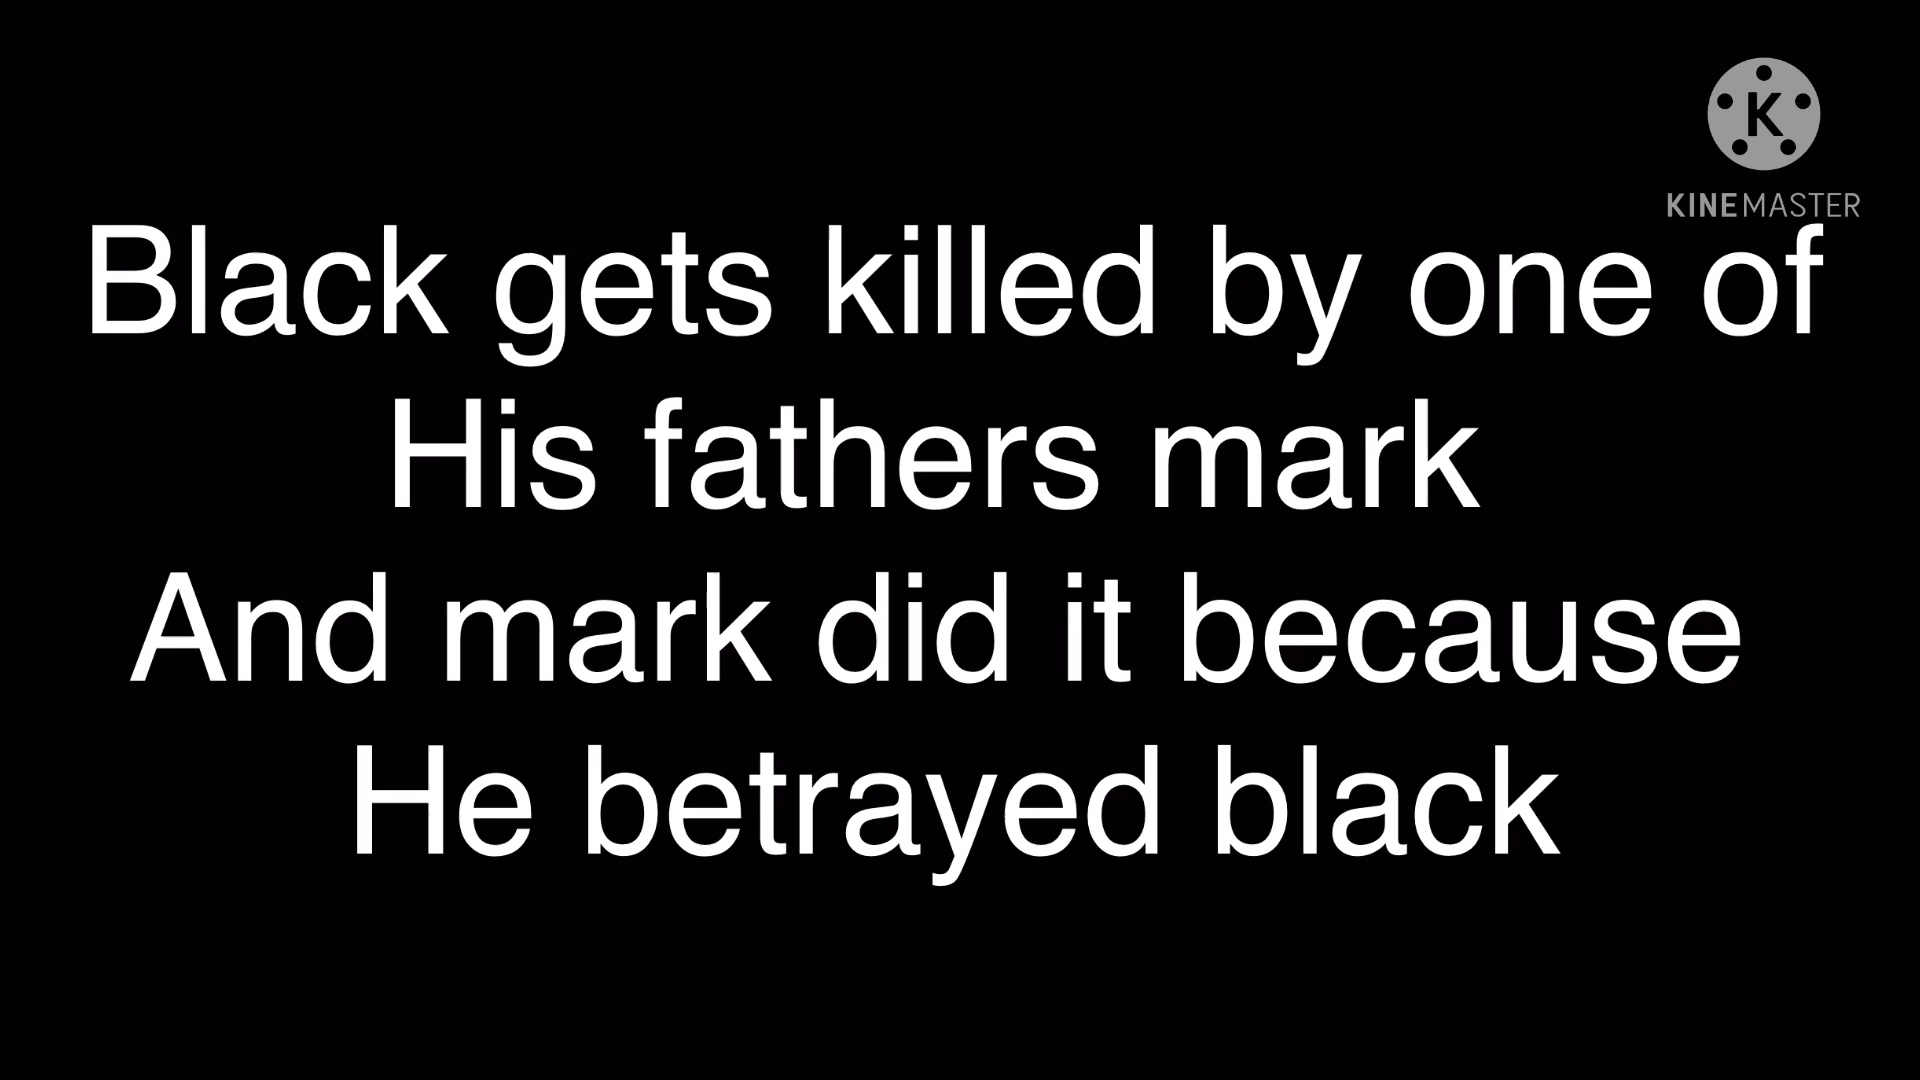 K
KINEMASTER
Black gets killed by one of
His fathers mark
And mark did it because
He betrayed black